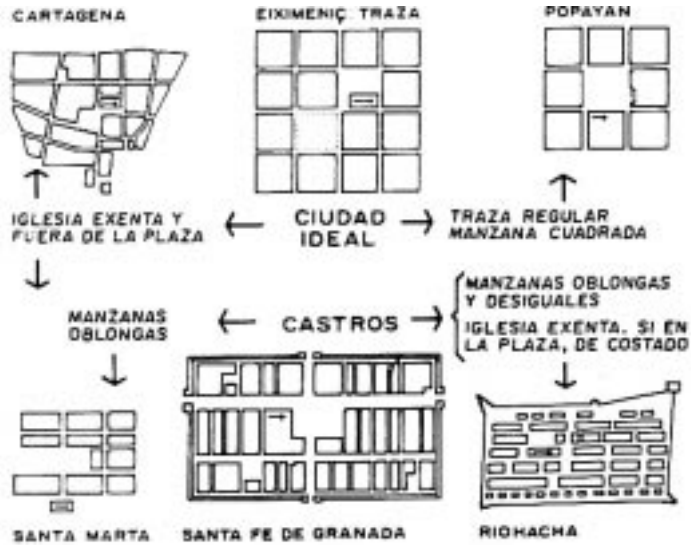 CARTAGENA
EIXIMENIÇ TRAZA
POPAYAN
IGLESIA EXENTA Y
FUERA DE LA PLAZA
CIUDAD
IDEAL
TRAZA REGULAR
MANZANA CUADRADA
MANZANAS
OBLONGAS
CASTROS
MANZANAS OBLONGAS
Y DESIGUALES
IGLESIA EXENTA. SI EN
LA PLAZA, DE COSTADO
SANTA MARTA
SANTA FE DE GRANADA
RIOHACHA